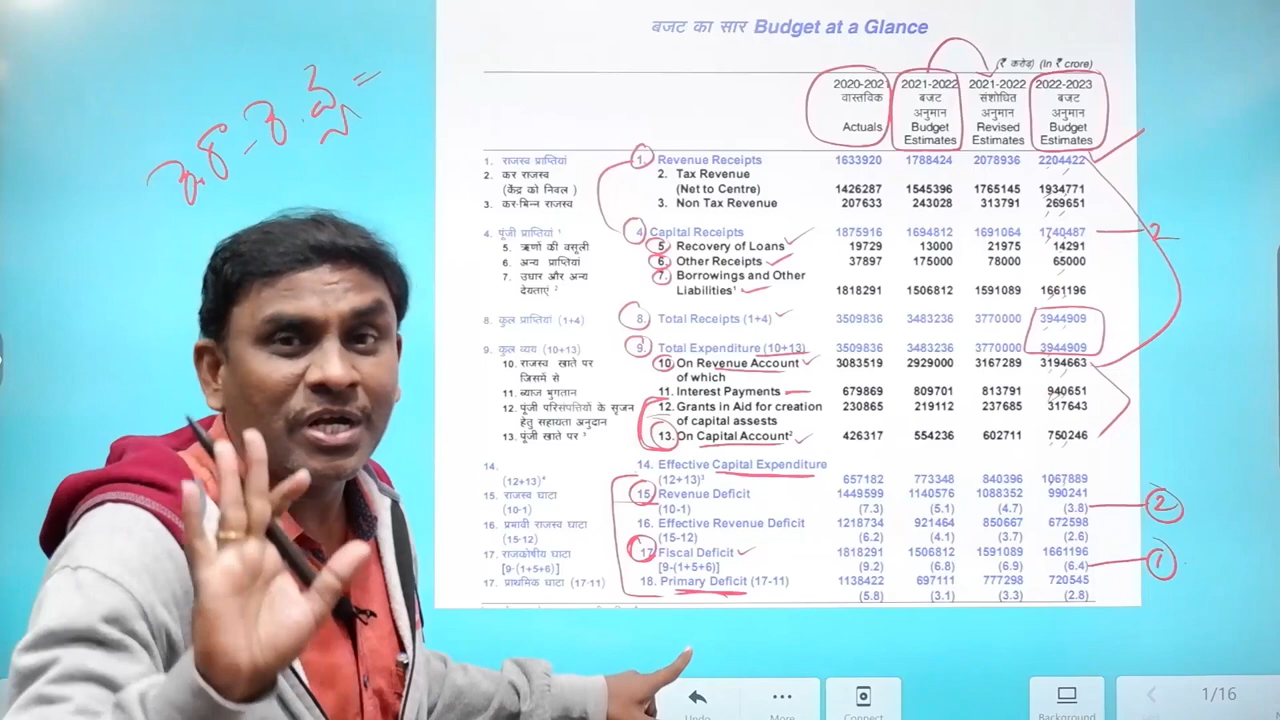 बजट का सार Budget at a Glance
(₹ करोड़) (In ₹ crore)
2020-2021 2021-2022 2021-2022 2022-2023
वास्तविक बजट संशोधित बजट
अनुमान अनुमान अनुमान
Actuals Budget Revised Budget
Estimates Estimates Estimates
1. राजस्व प्राप्तियां 1. Revenue Receipts 1633920 1788424 2078936 2204422
2. कर राजस्व 2. Tax Revenue
(केंद्र को निवल) (Net to Centre) 1426287 1545396 1765145 1934771
3. कर-भिन्न राजस्व 3. Non Tax Revenue 207633 243028 313791 269651
4. पूंजी प्राप्तियां 1 4. Capital Receipts 1875916 1694812 1691064 1740487
5. ऋणों की वसूली 5. Recovery of Loans 19729 13000 21975 14291
6. अन्य प्राप्तियां 6. Other Receipts 37897 175000 78000 65000
7. उधार और अन्य 7. Borrowings and Other
देयताएं 2 Liabilities1 1818291 1506812 1591089 1661196
2
8. कुल प्राप्तियां (1+4) 8. Total Receipts (1+4) 3509836 3483236 3770000 3944909
9. कुल व्यय (10+13) 9. Total Expenditure (10+13) 3509836 3483236 3770000 3944909
10. राजस्व खाते पर 10. On Revenue Account 3083519 2929000 3167289 3194663
जिसमें से of which
11. ब्याज भुगतान 11. Interest Payments 679869 809701 813791 940651
12. पूंजी परिसंपत्तियों के सृजन 12. Grants in Aid for creation 230865 219112 237685 317643
हेतु सहायता अनुदान of capital assests
13. पूंजी खाते पर 3 13. On Capital Account2 426317 554236 602711 750246
14. 14. Effective Capital Expenditure
(12+13)4 (12+13)3 657182 773348 840396 1067889
15. राजस्व घाटा 15. Revenue Deficit 1449599 1140576 1088352 990241
(10-1) (10-1) (7.3) (5.1) (4.7) (3.8) 2
16. प्रभावी राजस्व घाटा 16. Effective Revenue Deficit 1218734 921464 850667 672598
(15-12) (15-12) (6.2) (4.1) (3.7) (2.6)
17. राजकोषीय घाटा 17. Fiscal Deficit 1818291 1506812 1591089 1661196
[9-(1+5+6)] [9-(1+5+6)] (9.2) (6.8) (6.9) (6.4) 1
17. प्राथमिक घाटा (17-11) 18. Primary Deficit (17-11) 1138422 697111 777298 720545
(5.8) (3.1) (3.3) (2.8)
Undo More Connect Background 1/16